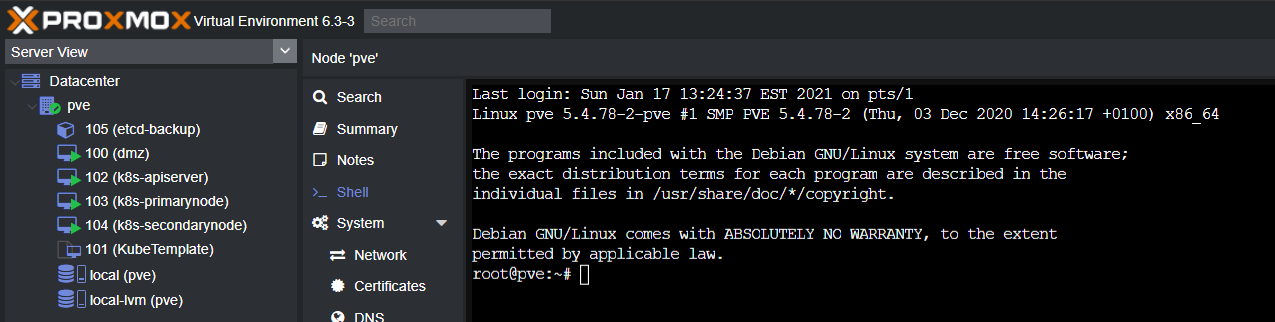 PROXMOX Virtual Environment 6.3-3 Search
Server View
Datacenter
pve
105 (etcd-backup)
100 (dmz)
102 (k8s-apiserver)
103 (k8s-primarynode)
104 (k8s-secondarynode)
101 (KubeTemplate)
local (pve)
local-lvm (pve)
Node 'pve'
Search
Summary
Notes
Shell
System
Network
Certificates
DNS
Last login: Sun Jan 17 13:24:37 EST 2021 on pts/1
Linux pve 5.4.78-2-pve #1 SMP PVE 5.4.78-2 (Thu, 03 Dec 2020 14:26:17 +0100) x86_64
The programs included with the Debian GNU/Linux system are free software;
the exact distribution terms for each program are described in the
individual files in /usr/share/doc/*/copyright.
Debian GNU/Linux comes with ABSOLUTELY NO WARRANTY, to the extent
permitted by applicable law.
root@pve:~#